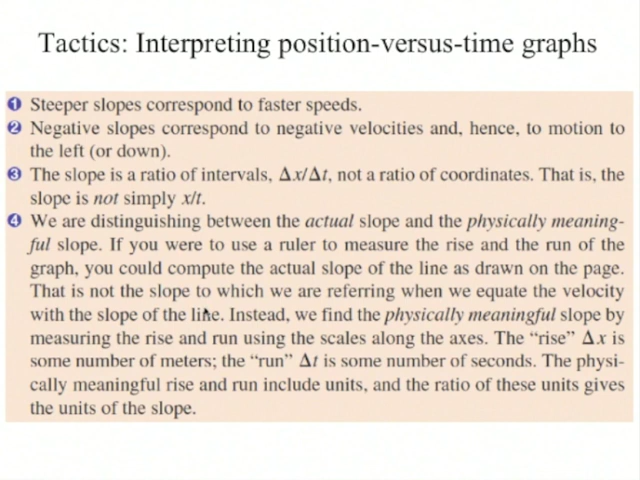 Tactics: Interpreting position-versus-time graphs
1 Steeper slopes correspond to faster speeds.
2 Negative slopes correspond to negative velocities and, hence, to motion to
the left (or down).
3 The slope is a ratio of intervals, Δx/Δt, not a ratio of coordinates. That is, the
slope is not simply x/t.
4 We are distinguishing between the actual slope and the physically meaning-
ful slope. If you were to use a ruler to measure the rise and the run of the
graph, you could compute the actual slope of the line as drawn on the page.
That is not the slope to which we are referring when we equate the velocity
with the slope of the line. Instead, we find the physically meaningful slope by
measuring the rise and run using the scales along the axes. The “rise” Δx is
some number of meters; the “run” Δt is some number of seconds. The physi-
cally meaningful rise and run include units, and the ratio of these units gives
the units of the slope.